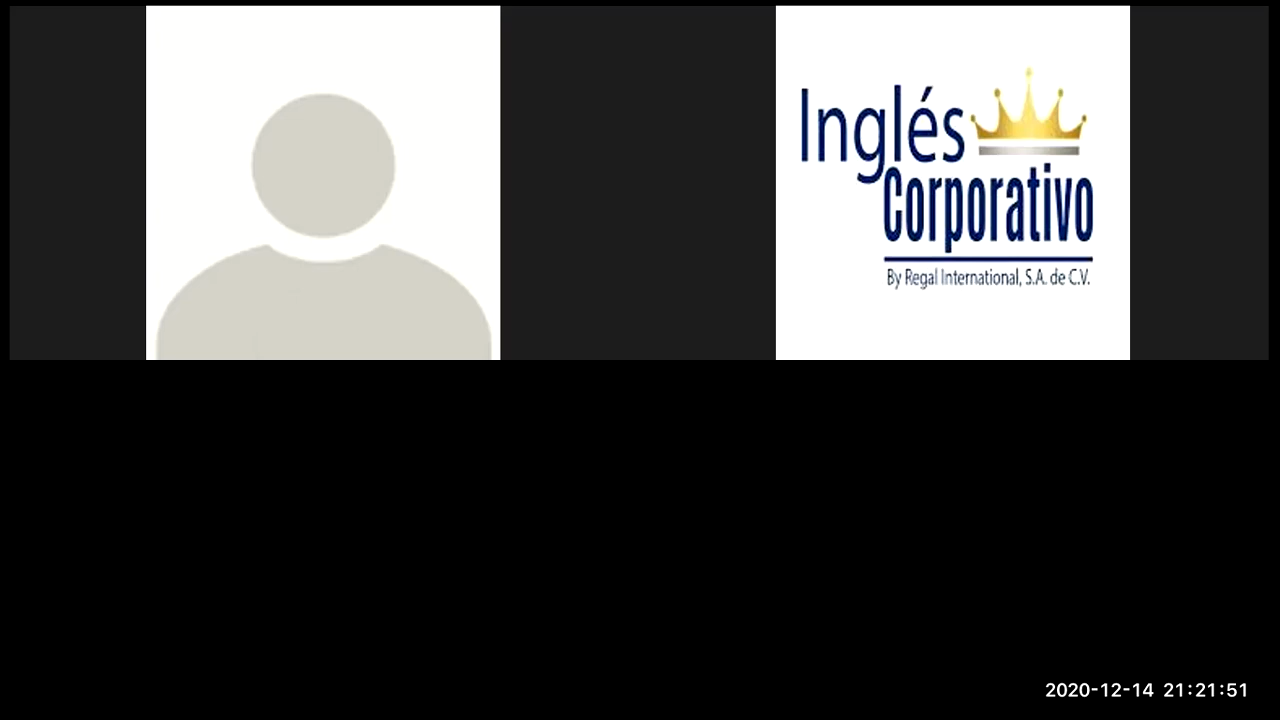 Inglés
Corporativo
By Regal International, S.A. de C.V.
2020-12-14 21:21:51